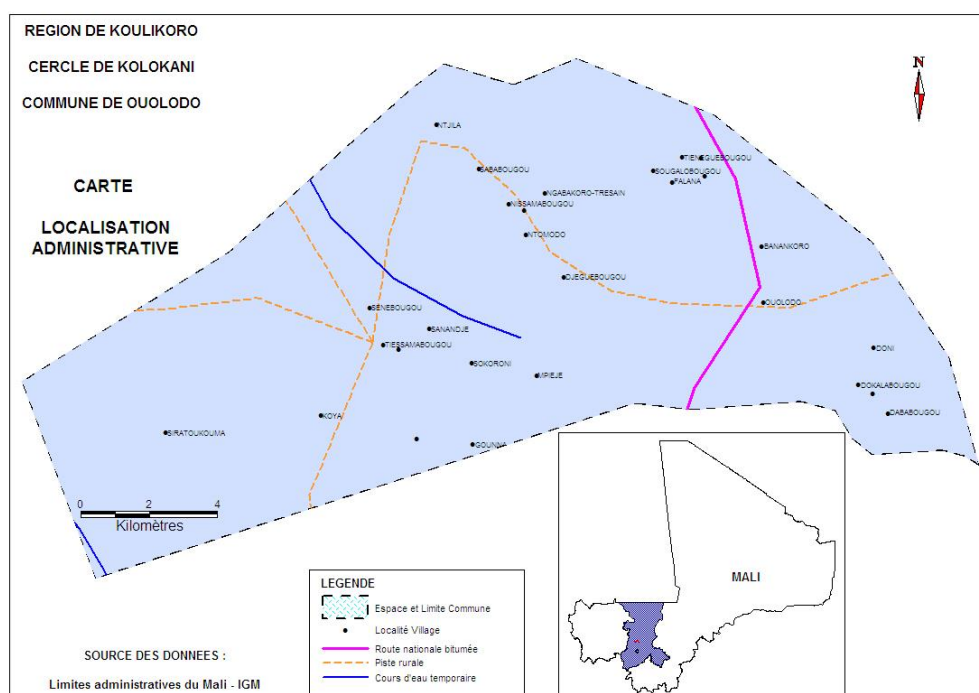 REGION DE KOULIKORO
CERCLE DE KOLOKANI
COMMUNE DE OUOLODO
CARTE
LOCALISATION
ADMINISTRATIVE
N
NTJILA
SABABOUGOU
TIENEGUEBOUGOU
SOUGALOBOUGOU
FALANA
NGABAKORO-TRESAIN
NISSAMABOUGOU
NTOMODO
BANANKORO
DJEGUEBOUGOU
OUOLODO
SENEBOUGOU
SANANDJE
TIESSAMABOUGOU
SOKORONI
MPIEJE
DONI
DOKALABOUGOU
DABABOUGOU
KOYA
SIRATOUKOUMA
0 2 4
Kilomètres
MALI
LEGENDE
Espace et Limite Commune
Localité Village
Route nationale bitumée
Piste rurale
Cours d'eau temporaire
SOURCE DES DONNEES :
Limites administratives du Mali - IGM